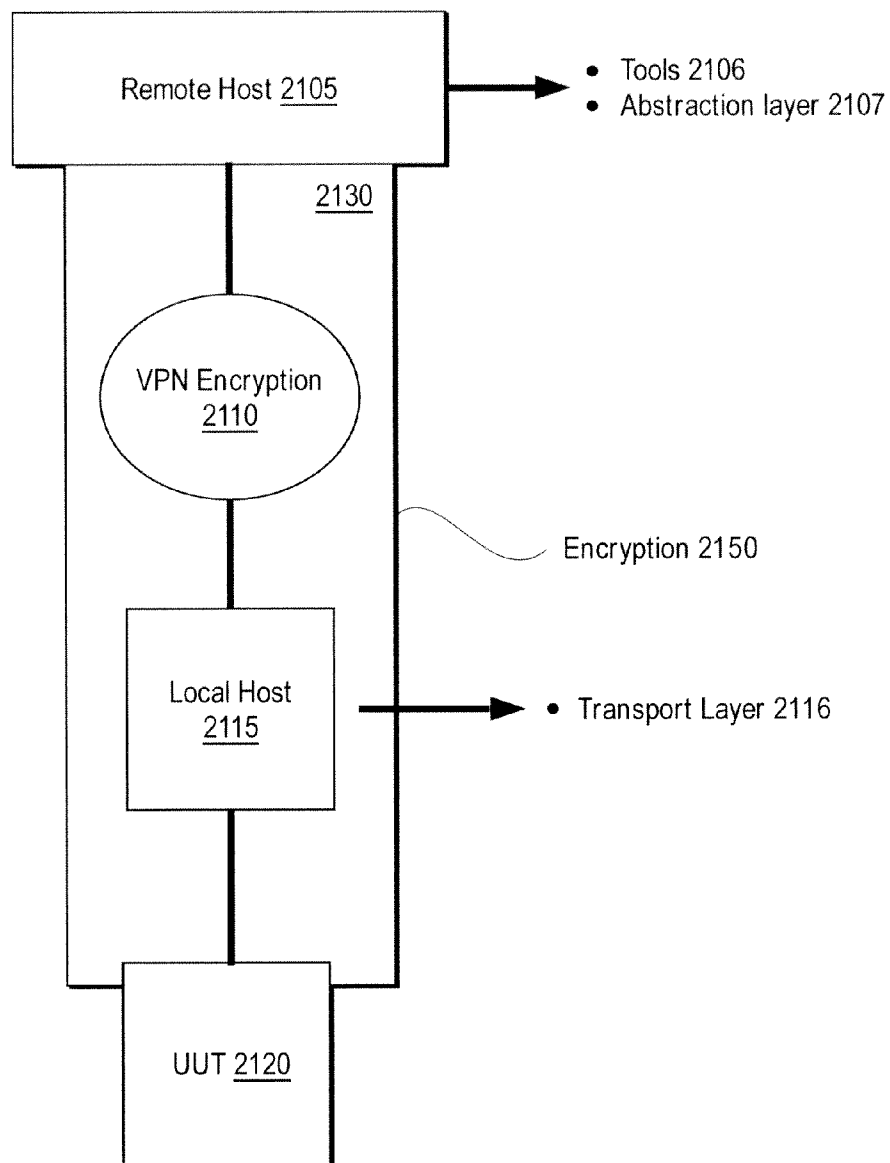 Remote Host 2105
• Tools 2106
• Abstraction layer 2107
2130
VPN Encryption
2110
Encryption 2150
Local Host
2115
• Transport Layer 2116
UUT 2120